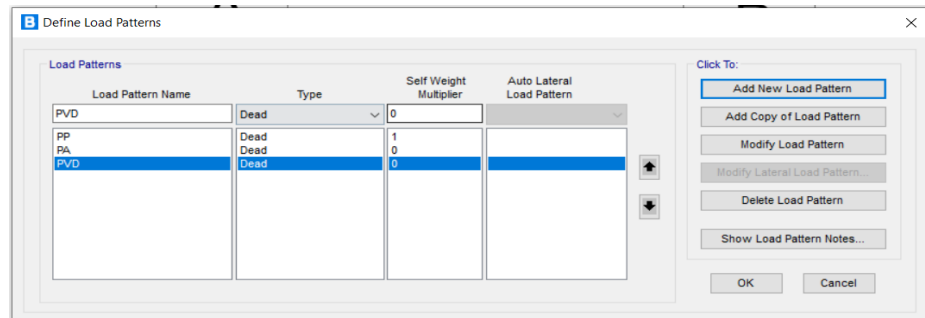 B Define Load Patterns
Load Patterns
Click To:
Load Pattern Name Type Self Weight Multiplier Auto Lateral Load Pattern
PVD Dead 0
PP Dead 1
PA Dead 0
PVD Dead 0
Add New Load Pattern
Add Copy of Load Pattern
Modify Load Pattern
Modify Lateral Load Pattern...
Delete Load Pattern
Show Load Pattern Notes...
OK Cancel